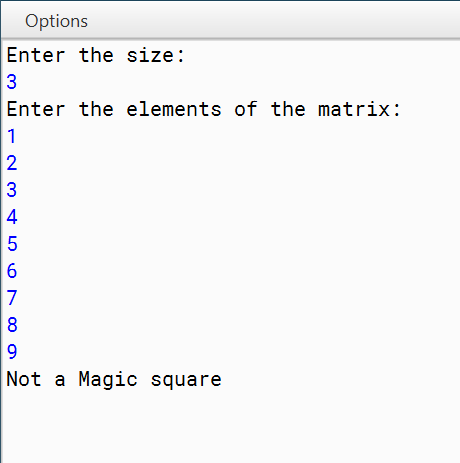 Options
Enter the size:
3
Enter the elements of the matrix:
1
2
3
4
5
6
7
8
9
Not a Magic square